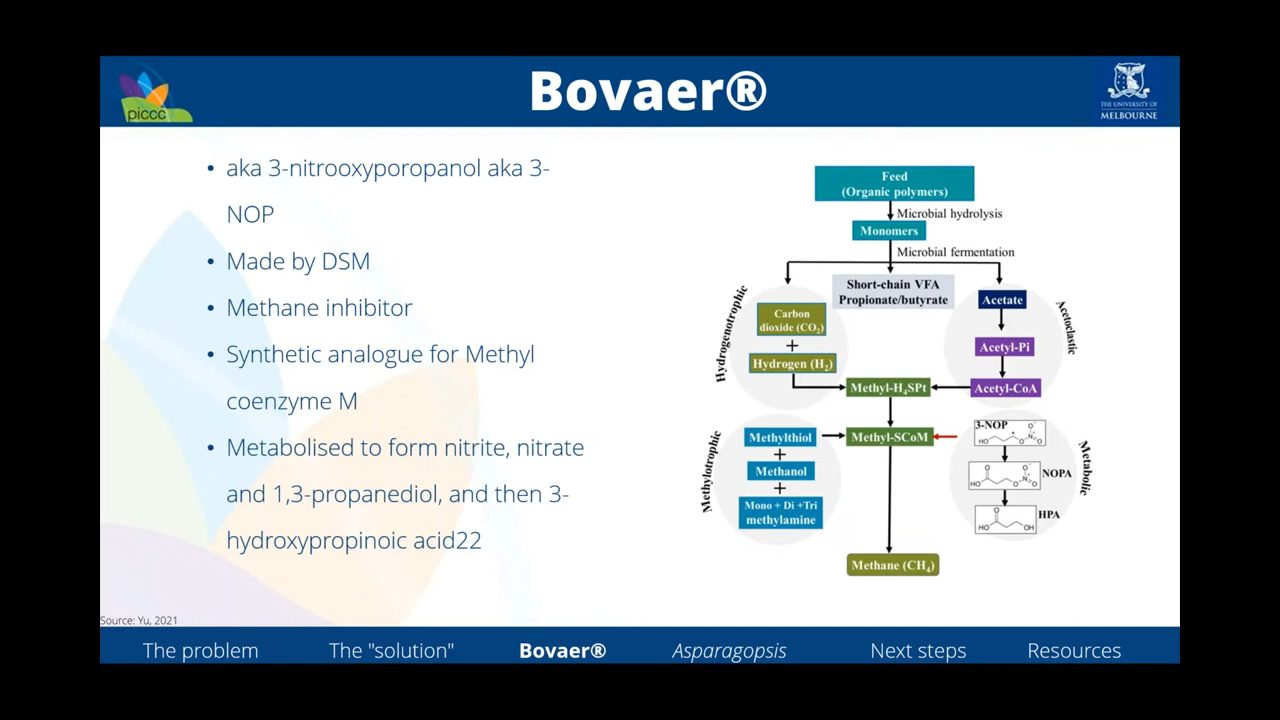 Bovaer®
piccc
THE UNIVERSITY OF
MELBOURNE
• aka 3-nitrooxyporopanol aka 3-
NOP
• Made by DSM
• Methane inhibitor
• Synthetic analogue for Methyl
coenzyme M
• Metabolised to form nitrite, nitrate
and 1,3-propanediol, and then 3-
hydroxypropinoic acid22
Feed
(Organic polymers)
Microbial hydrolysis
Monomers
Microbial fermentation
Hydrogenotrophic
Carbon
dioxide (CO₂)
+
Hydrogen (H₂)
Short-chain VFA
Propionate/butyrate
Acetate
Acetyl-Pi
Acetyl-CoA
Acetoclastic
Methyl-H₄SPt
Methylotrophic
Methylthiol
+
Methanol
+
Mono + Di +Tri
methylamine
Methyl-SCoM
3-NOP
NOPA
HPA
Metabolic
Methane (CH₄)
Source: Yu, 2021
The problem
The "solution"
Bovaer®
Asparagopsis
Next steps
Resources